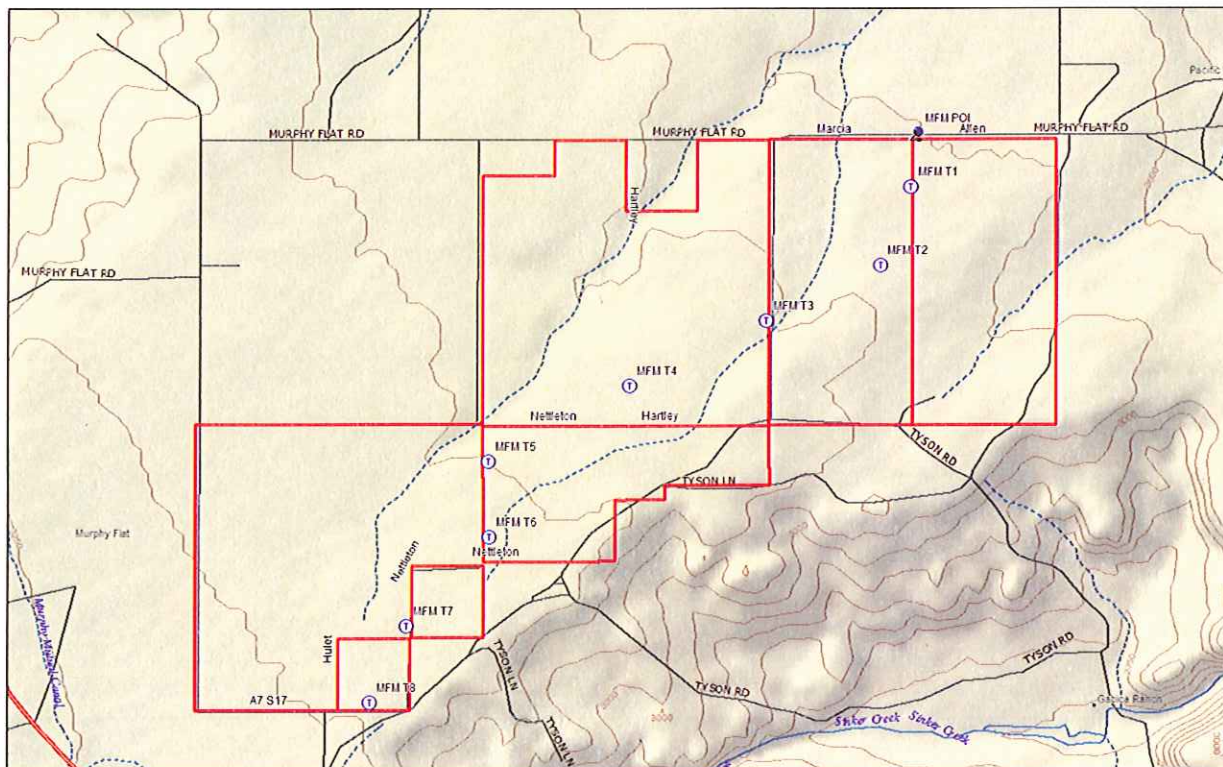 Pacific
MFM POI
MURPHY FLAT RD
MURPHY FLAT RD
Marcia
Allen
MURPHY FLAT RD
T MFM T1
Hartley
T MFM T2
MURPHY FLAT RD
T MFM T3
T MFM T4
Nettleton
Hartley
TYSON RD
T MFM T5
TYSON LN
Murphy Flat
T MFM T6
Nettleton
Nettleton
T MFM T7
Hulet
TYSON LN
TYSON RD
TYSON RD
T MFM T8
A7 S17
3000
Sinker Creek Sinker Creek
TYSON LN